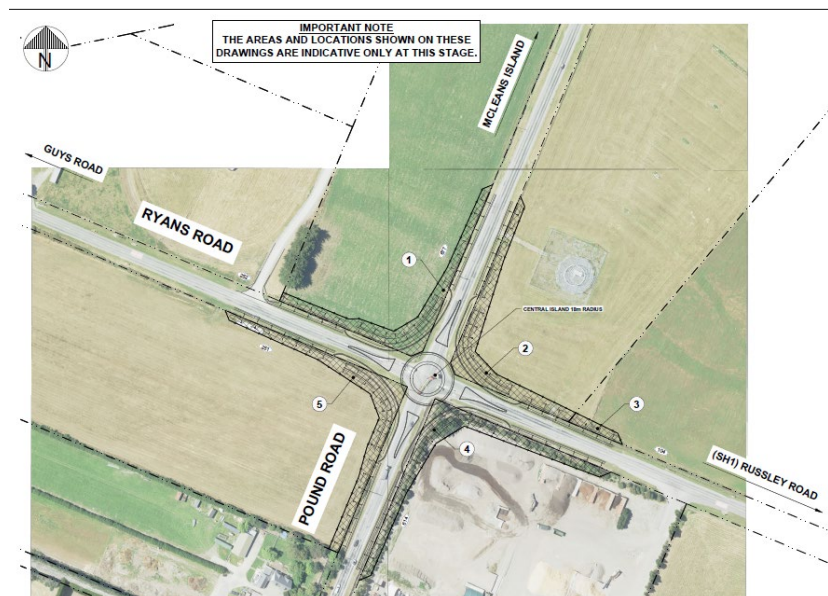 IMPORTANT NOTE
THE AREAS AND LOCATIONS SHOWN ON THESE
DRAWINGS ARE INDICATIVE ONLY AT THIS STAGE.
N
MCLEANS ISLAND
GUYS ROAD
RYANS ROAD
1
CENTRAL ISLAND 18m RADIUS
2
3
5
4
POUND ROAD
(SH1) RUSSLEY ROAD